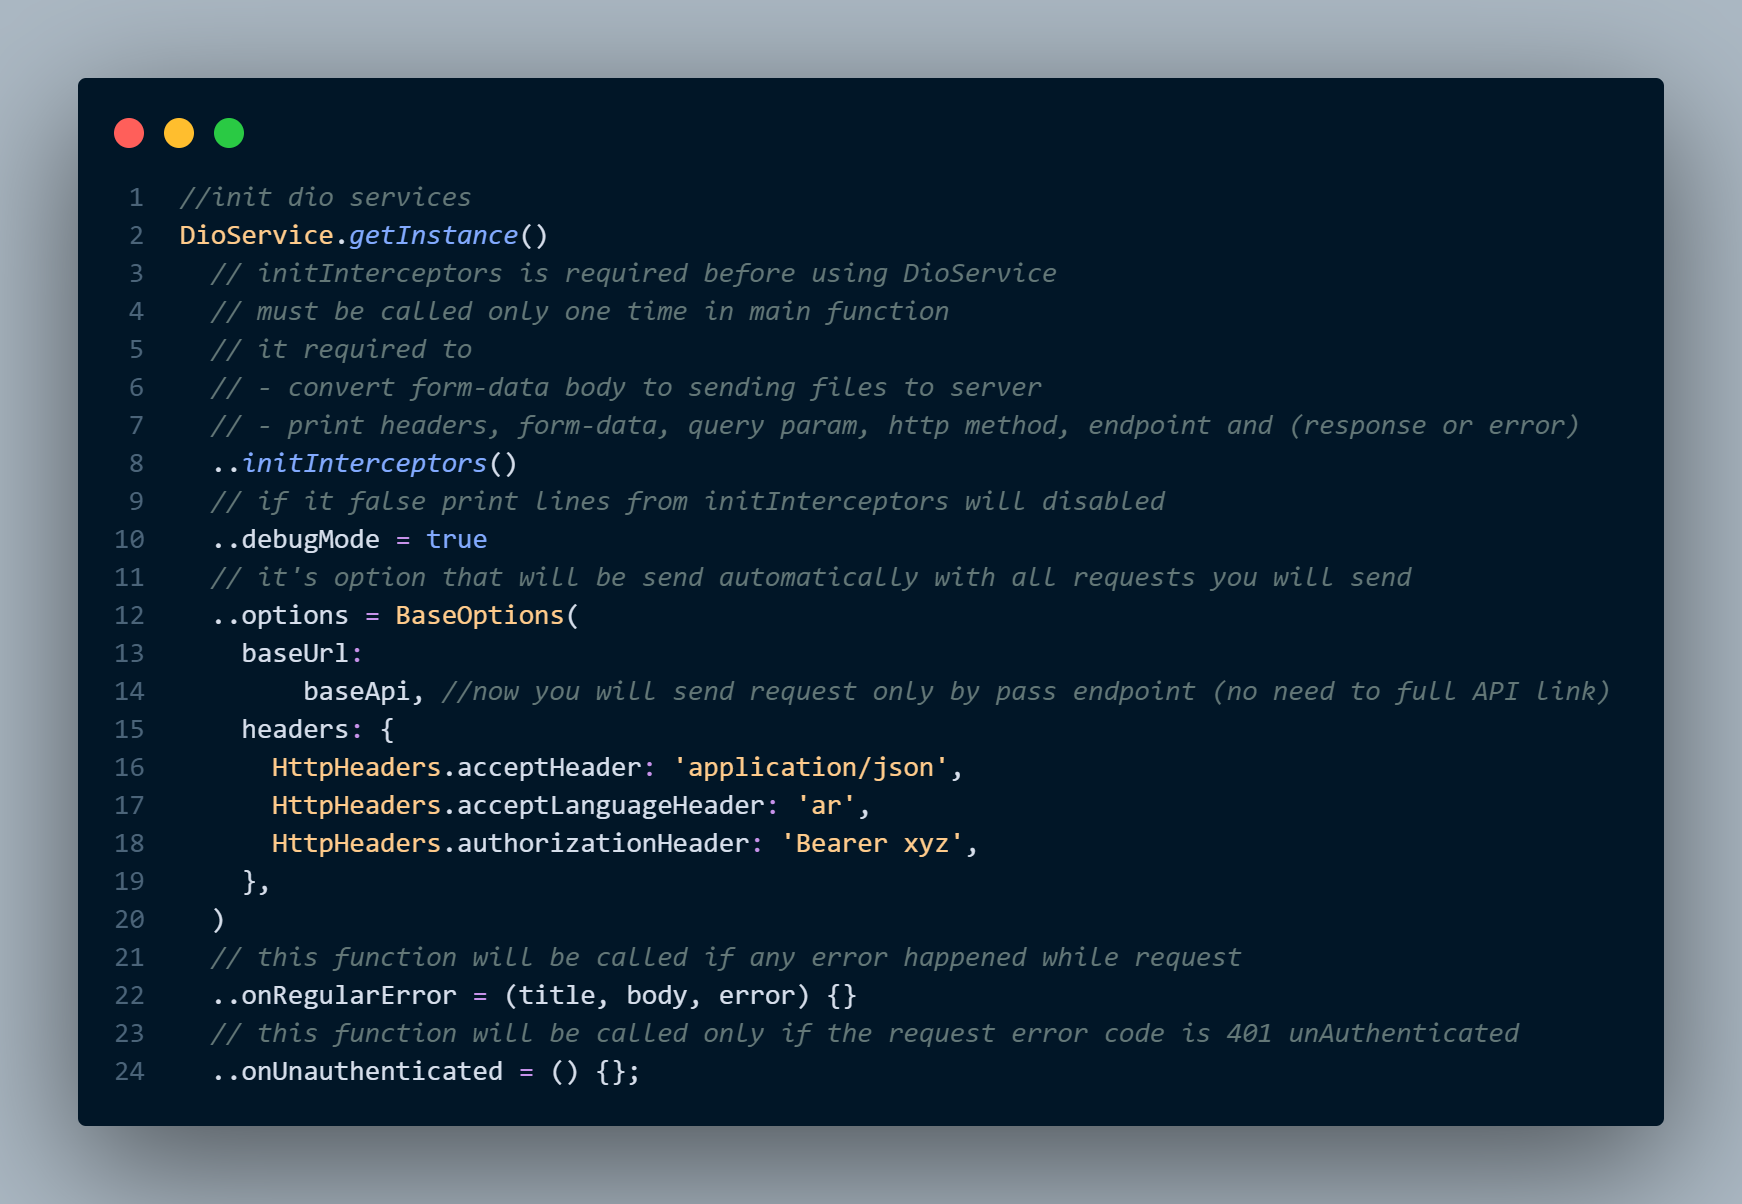 1 //init dio services
2 DioService.getInstance()
3 // initInterceptors is required before using DioService
4 // must be called only one time in main function
5 // it required to
6 // - convert form-data body to sending files to server
7 // - print headers, form-data, query param, http method, endpoint and (response or error)
8 ..initInterceptors()
9 // if it false print lines from initInterceptors will disabled
10 ..debugMode = true
11 // it's option that will be send automatically with all requests you will send
12 ..options = BaseOptions(
13 baseUrl:
14 baseApi, //now you will send request only by pass endpoint (no need to full API link)
15 headers: {
16 HttpHeaders.acceptHeader: 'application/json',
17 HttpHeaders.acceptLanguageHeader: 'ar',
18 HttpHeaders.authorizationHeader: 'Bearer xyz',
19 },
20 )
21 // this function will be called if any error happened while request
22 ..onRegularError = (title, body, error) {}
23 // this function will be called only if the request error code is 401 unAuthenticated
24 ..onUnauthenticated = () {};